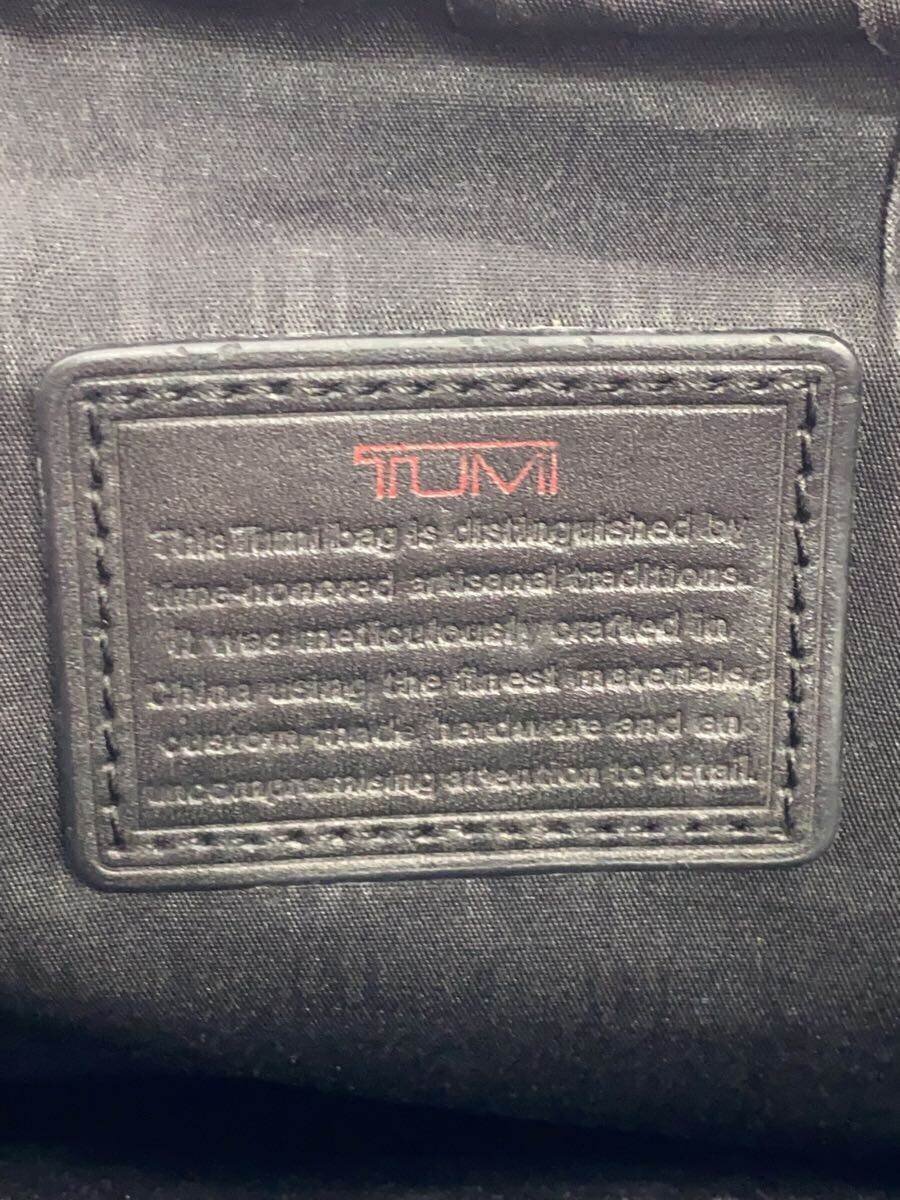 TUMI
This Tumi bag is distinguished by
time-honored artisanal traditions.
It was meticulously crafted in
China using the finest materials,
custom-made hardware and an
uncompromising attention to detail.